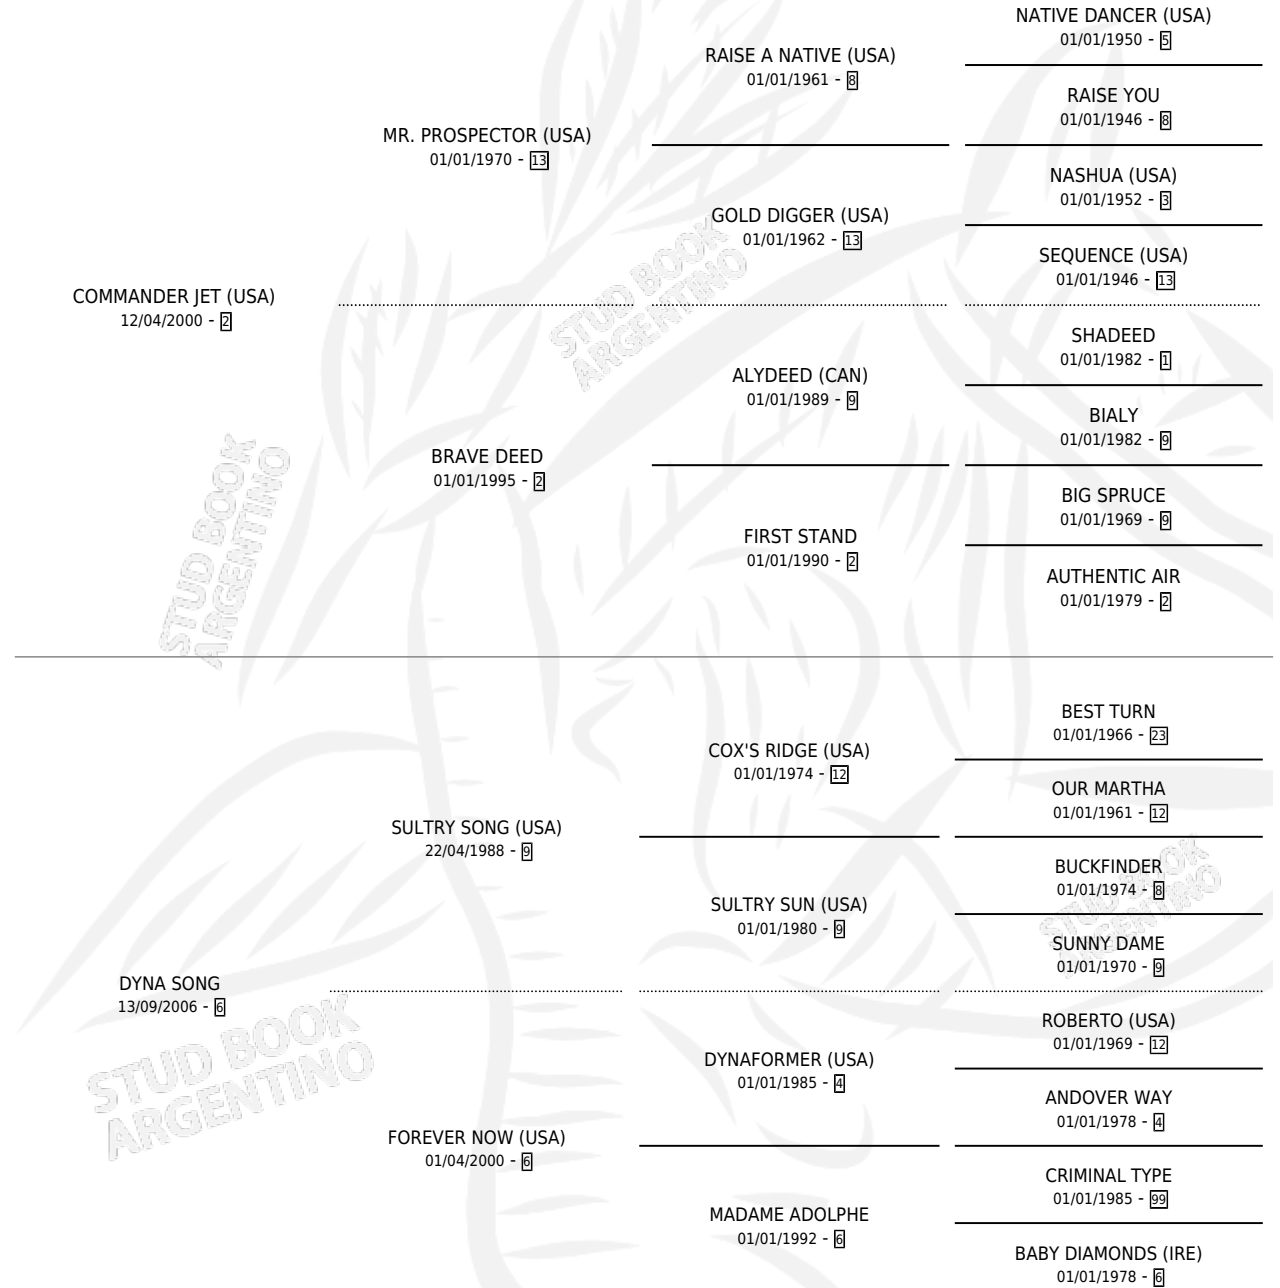 NATIVE DANCER (USA)
01/01/1950 - 5
RAISE A NATIVE (USA)
01/01/1961 - 8
RAISE YOU
01/01/1946 - 8
MR. PROSPECTOR (USA)
01/01/1970 - 13
NASHUA (USA)
01/01/1952 - 3
GOLD DIGGER (USA)
01/01/1962 - 13
SEQUENCE (USA)
01/01/1946 - 13
COMMANDER JET (USA)
12/04/2000 - 2
STUD BOOK
ARGENTINO
SHADEED
01/01/1982 - 1
ALYDEED (CAN)
01/01/1989 - 9
BIALY
01/01/1982 - 9
BRAVE DEED
01/01/1995 - 2
BIG SPRUCE
01/01/1969 - 9
FIRST STAND
01/01/1990 - 2
AUTHENTIC AIR
01/01/1979 - 2
STUD BOOK
ARGENTINO
BEST TURN
01/01/1966 - 23
COX'S RIDGE (USA)
01/01/1974 - 12
OUR MARTHA
01/01/1961 - 12
SULTRY SONG (USA)
22/04/1988 - 9
BUCKFINDER
01/01/1974 - 8
SULTRY SUN (USA)
01/01/1980 - 9
SUNNY DAME
01/01/1970 - 9
STUD BOOK
ARGENTINO
DYNA SONG
13/09/2006 - 6
ROBERTO (USA)
01/01/1969 - 12
DYNAFORMER (USA)
01/01/1985 - 4
ANDOVER WAY
01/01/1978 - 4
STUD BOOK
ARGENTINO
FOREVER NOW (USA)
01/04/2000 - 6
CRIMINAL TYPE
01/01/1985 - 99
MADAME ADOLPHE
01/01/1992 - 6
BABY DIAMONDS (IRE)
01/01/1978 - 6